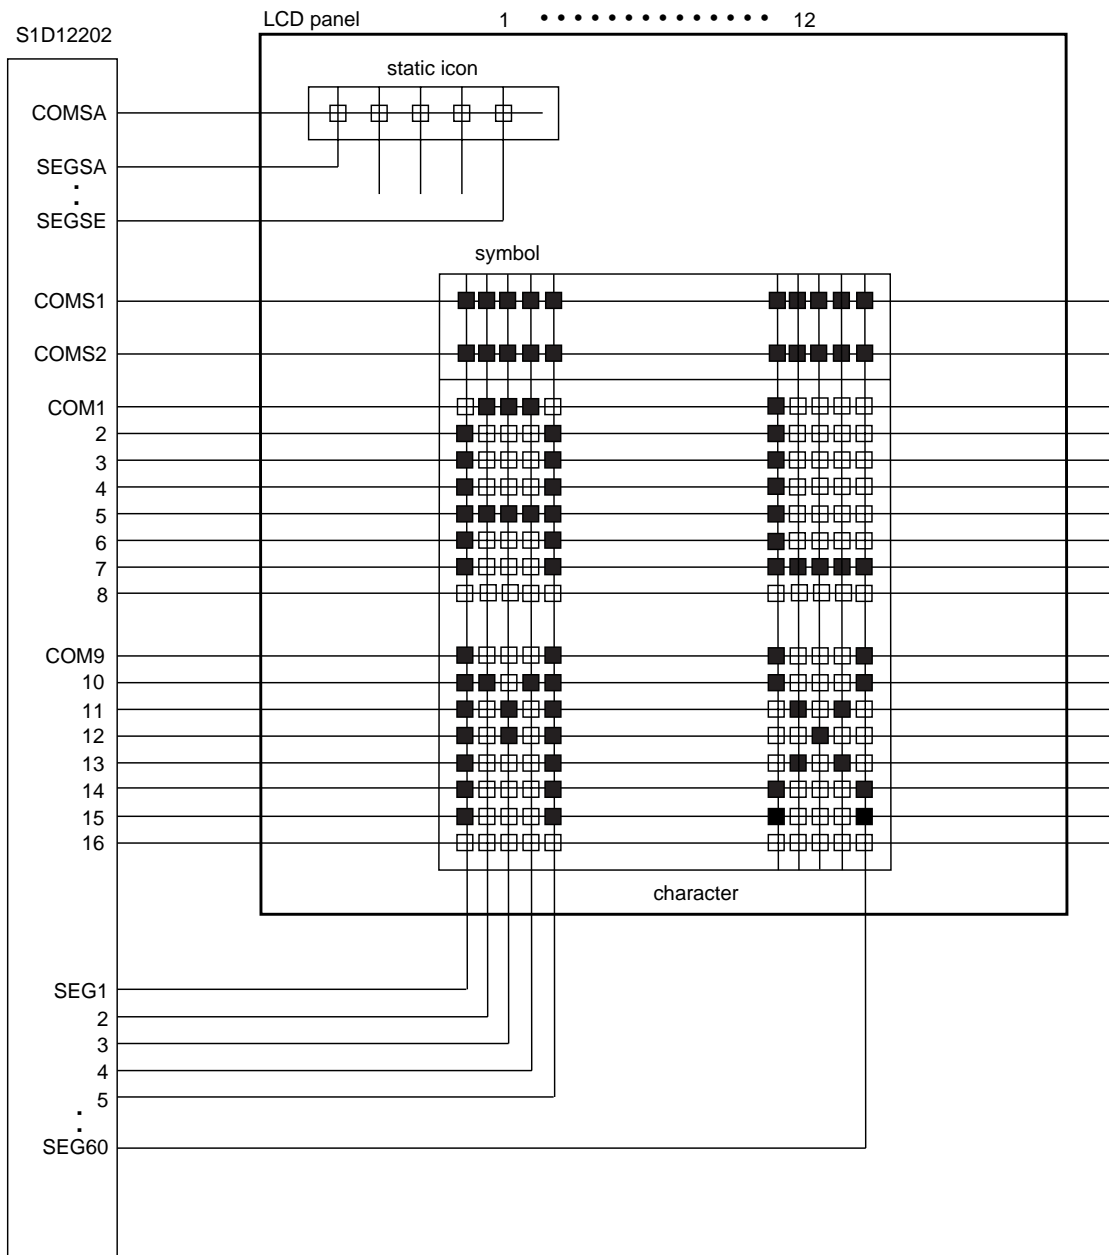 LCD panel 1 •••••••••••••• 12
S1D12202
static icon
COMSA
SEGSA
:
SEGSE
symbol
COMS1
COMS2
COM1
2
3
4
5
6
7
8
COM9
10
11
12
13
14
15
16
character
SEG1
2
3
4
5
:
SEG60